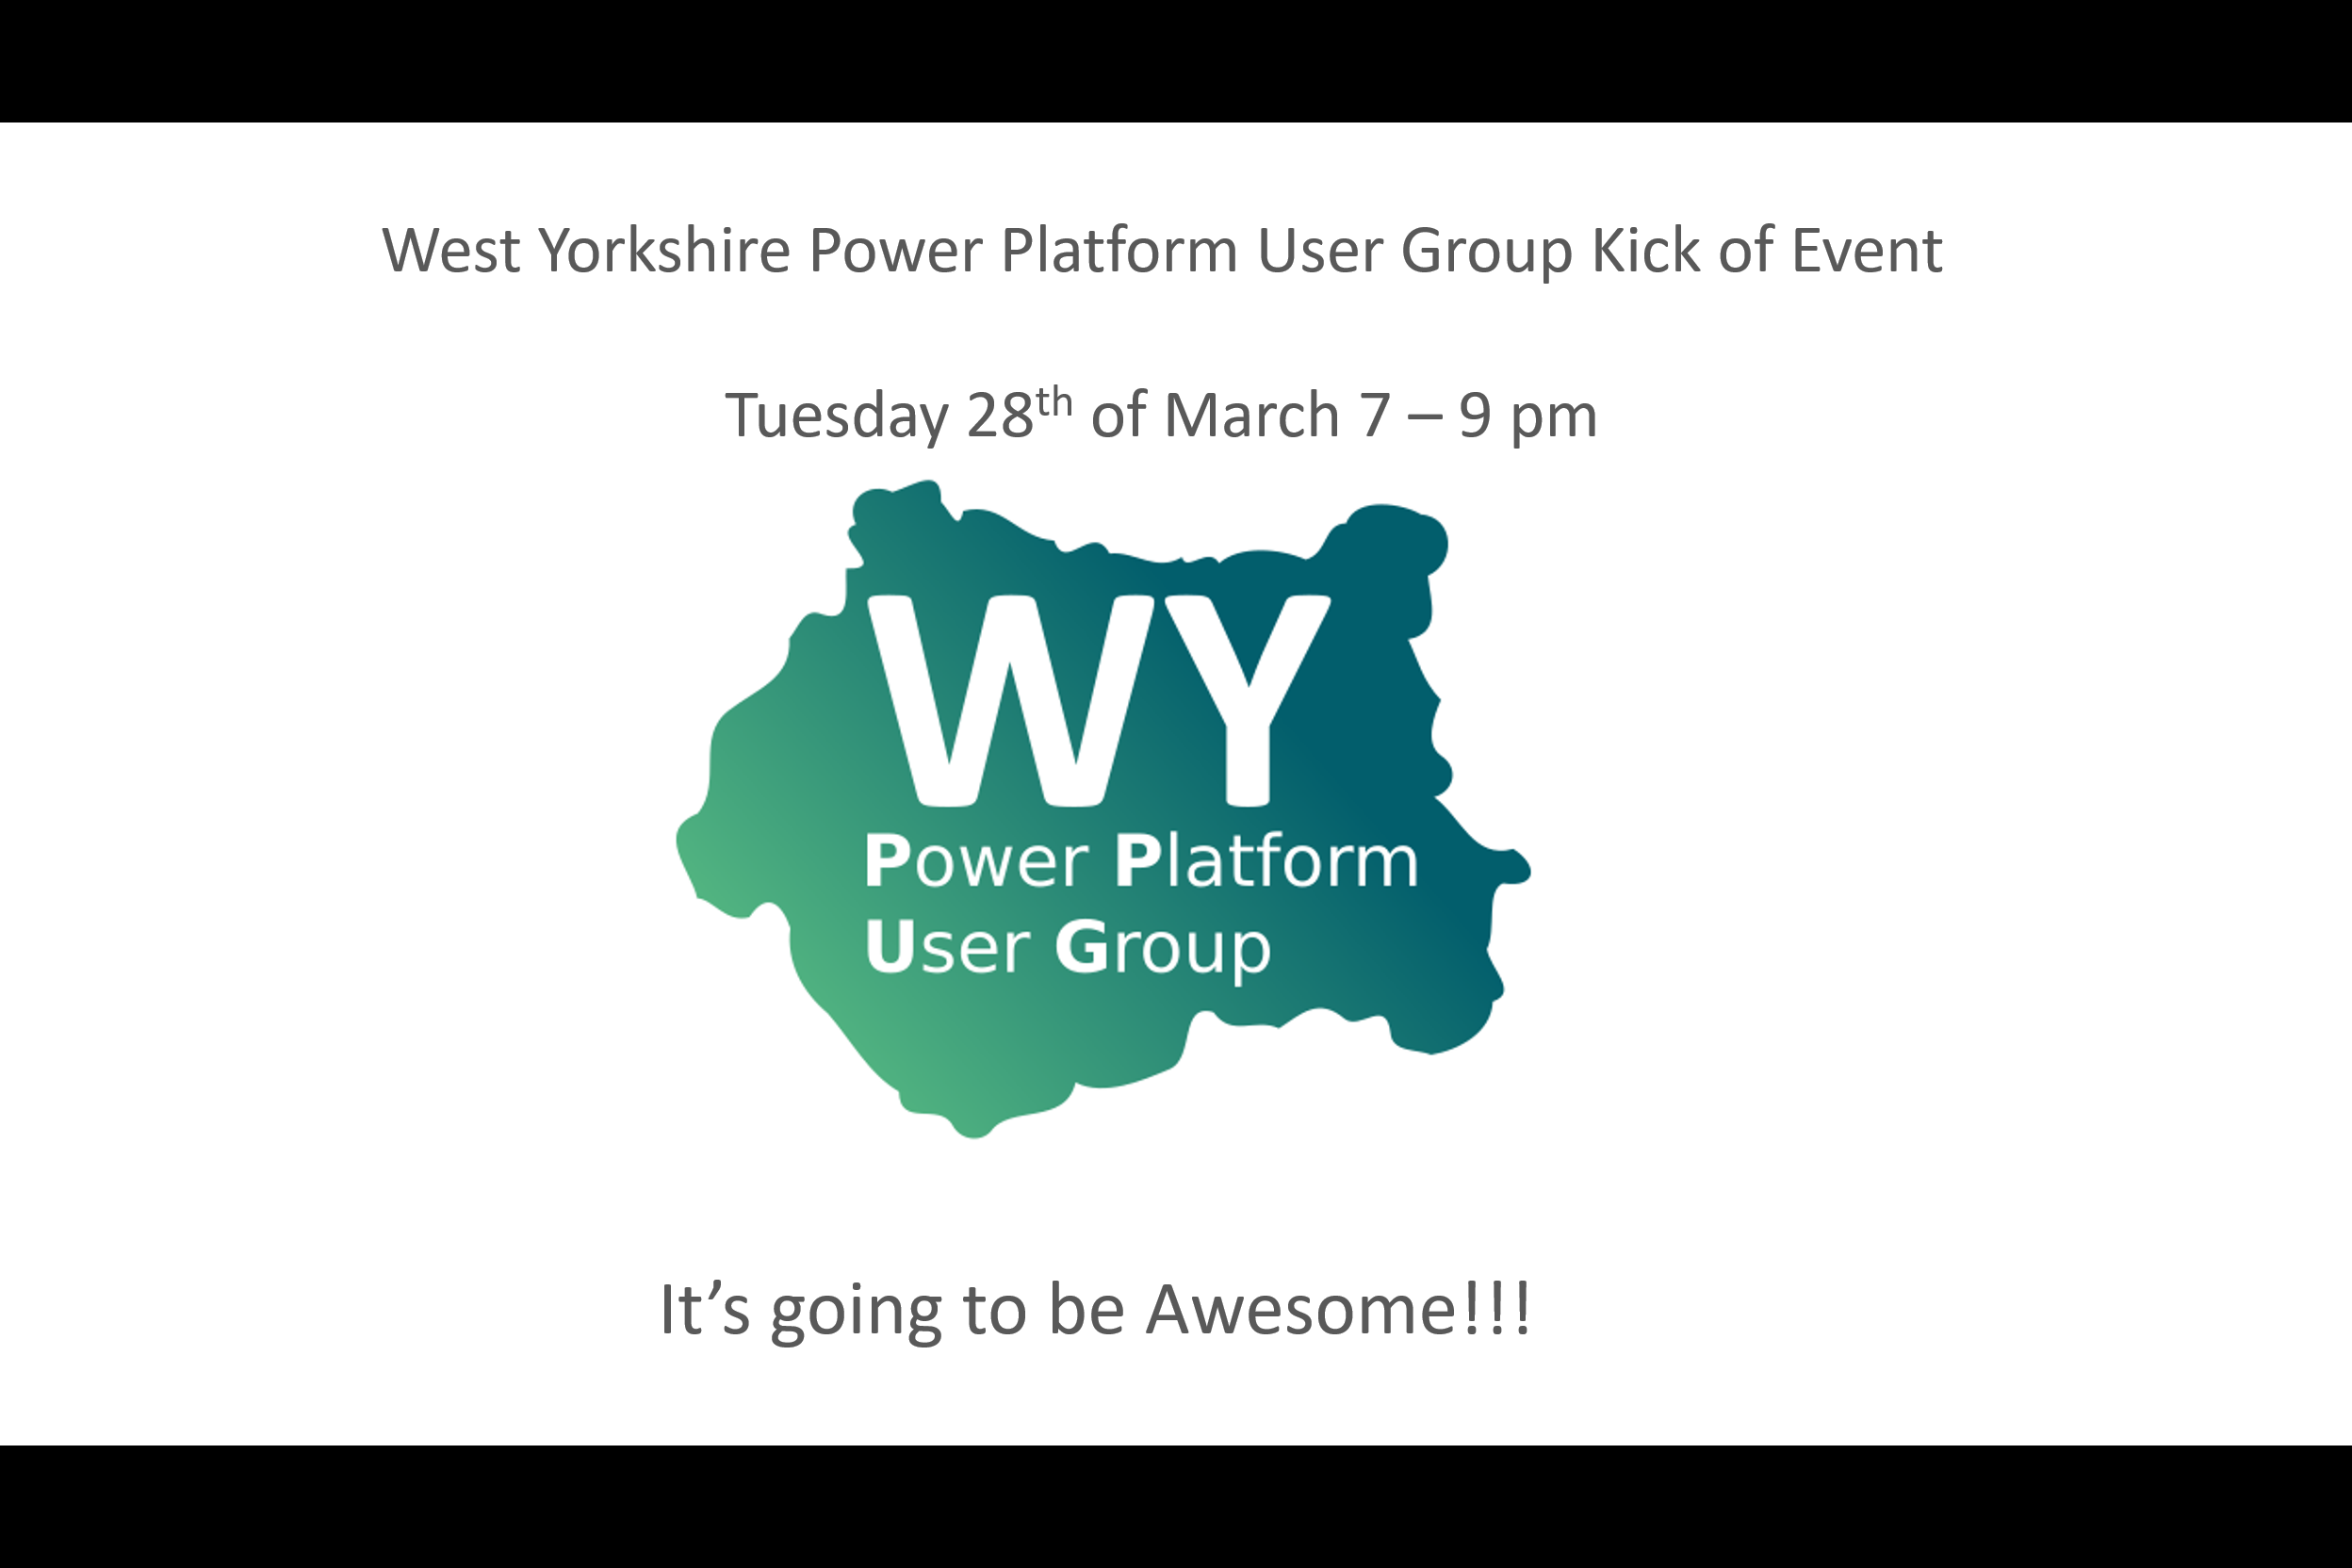 West Yorkshire Power Platform User Group Kick of Event
Tuesday 28th of March 7 – 9 pm
WY
Power Platform
User Group
It’s going to be Awesome!!!